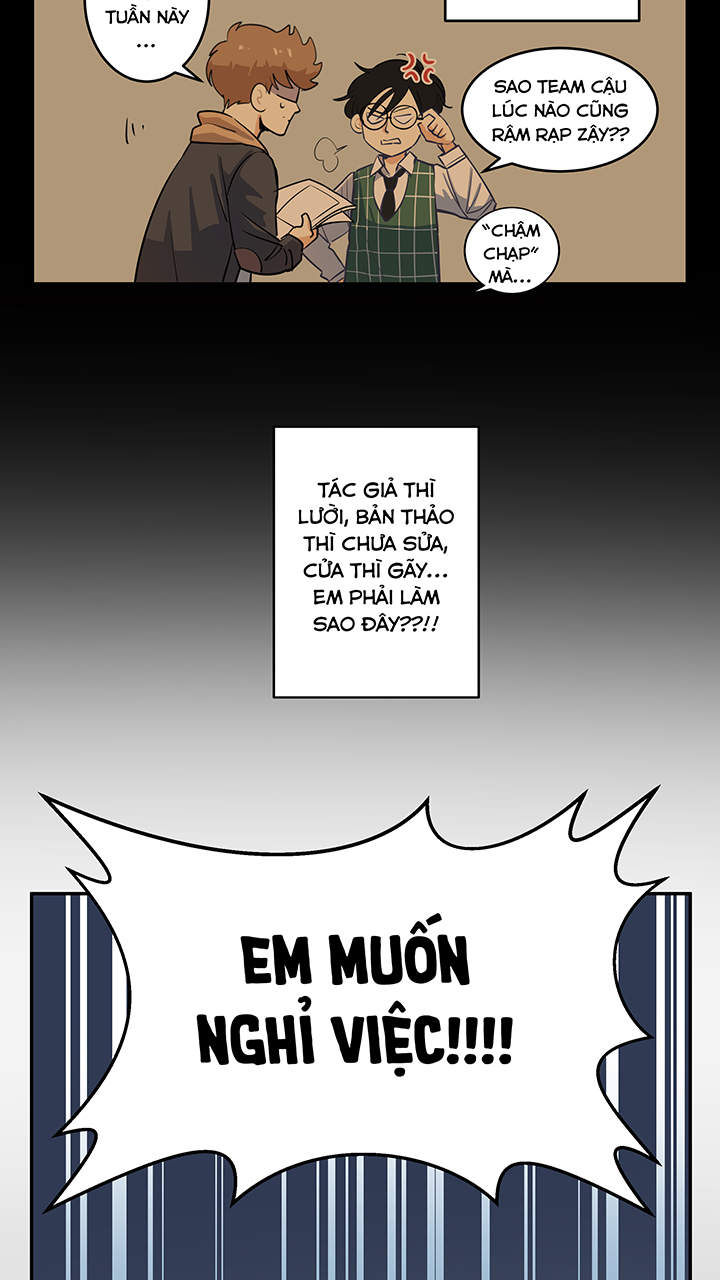 TUẦN NÀY
...
SAO TEAM CẬU
LÚC NÀO CŨNG
RẬM RẠP ZẬY??
“CHẬM
CHẠP”
MÀ...
TÁC GIẢ THÌ
LƯỜI, BẢN THẢO
THÌ CHƯA SỬA,
CỬA THÌ GÃY...
EM PHẢI LÀM
SAO ĐÂY??!!
EM MUỐN
NGHỈ VIỆC!!!!